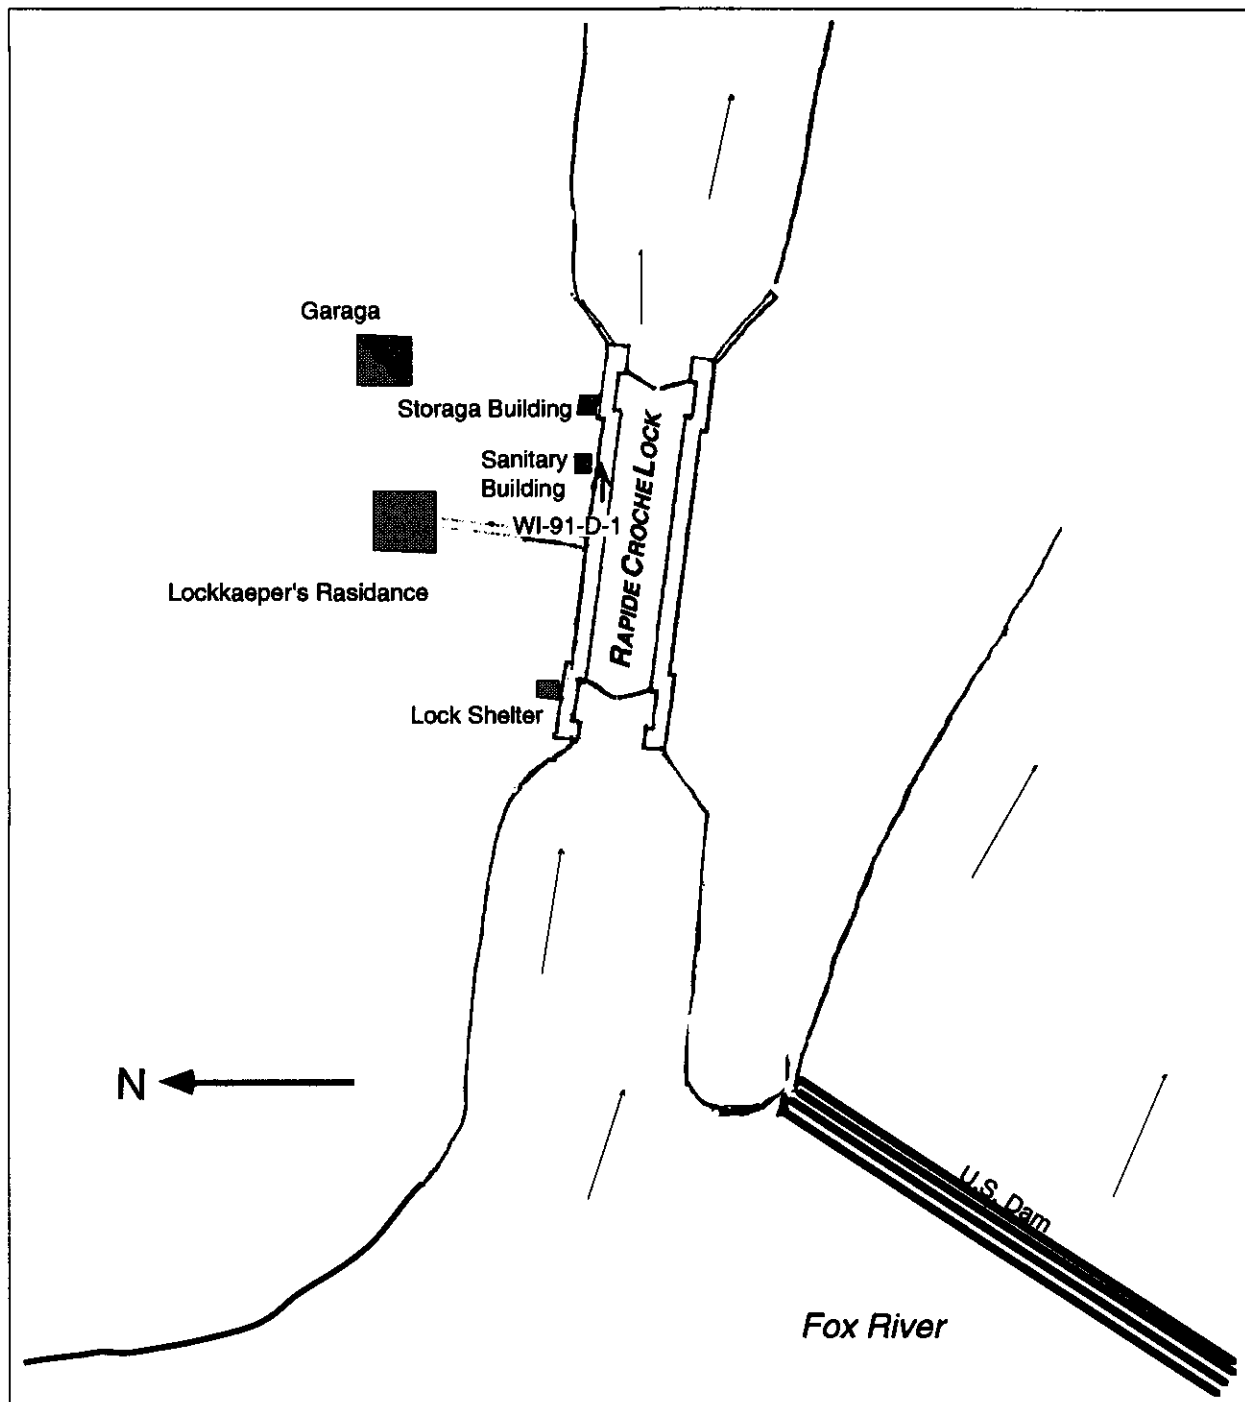 Garaga
Storaga Building
Sanitary
Building
WI-91-D-1
RAPIDE CROCHE LOCK
Lockkaeper's Rasidance
Lock Shelter
N
U.S. Dam
Fox River